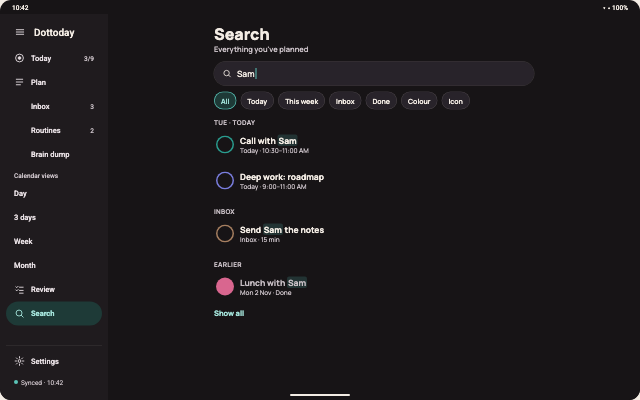 10:42
100%
Dottoday
Today 3/9
Plan
Inbox 3
Routines 2
Brain dump
Calendar views
Day
3 days
Week
Month
Review
Search
Settings
Synced · 10:42
Search
Everything you've planned
Sam
All Today This week Inbox Done Colour Icon
TUE · TODAY
Call with Sam
Today · 10:30–11:00 AM
Deep work: roadmap
Today · 9:00–11:00 AM
INBOX
Send Sam the notes
Inbox · 15 min
EARLIER
Lunch with Sam
Mon 2 Nov · Done
Show all